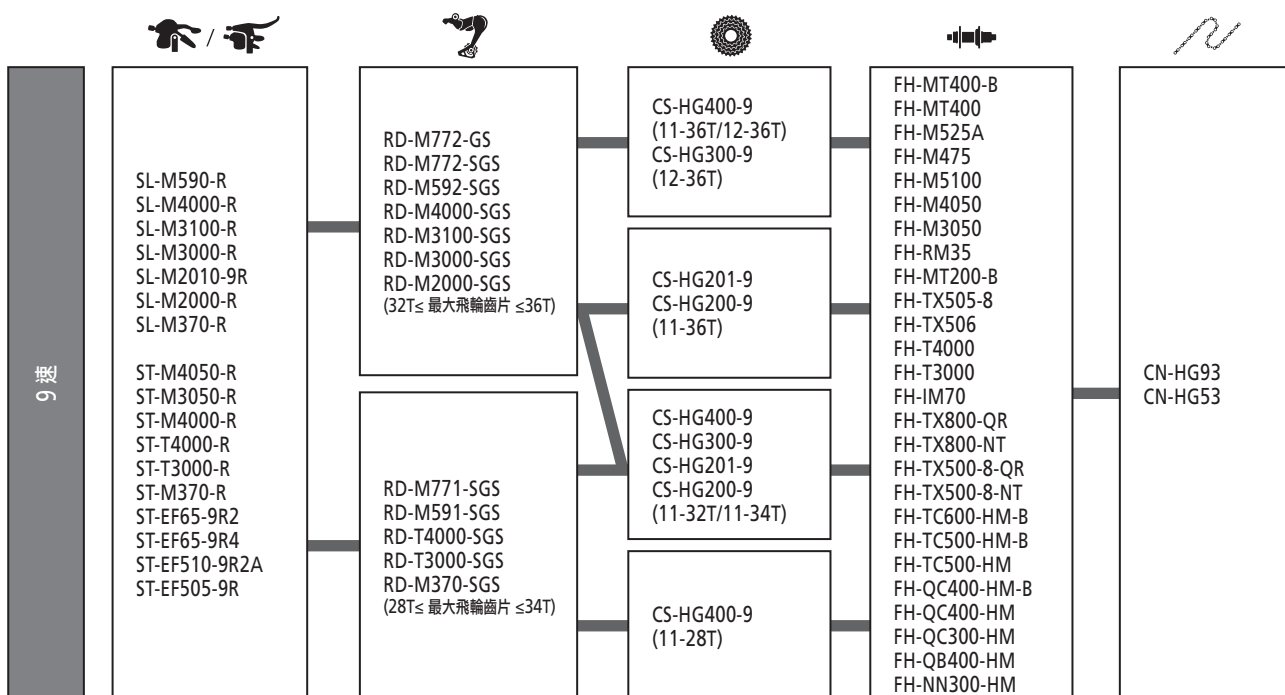 /
9 速
SL-M590-R
SL-M4000-R
SL-M3100-R
SL-M3000-R
SL-M2010-9R
SL-M2000-R
SL-M370-R
ST-M4050-R
ST-M3050-R
ST-M4000-R
ST-T4000-R
ST-T3000-R
ST-M370-R
ST-EF65-9R2
ST-EF65-9R4
ST-EF510-9R2A
ST-EF505-9R
RD-M772-GS
RD-M772-SGS
RD-M592-SGS
RD-M4000-SGS
RD-M3100-SGS
RD-M3000-SGS
RD-M2000-SGS
(32T≤ 最大飛輪齒片 ≤36T)
RD-M771-SGS
RD-M591-SGS
RD-T4000-SGS
RD-T3000-SGS
RD-M370-SGS
(28T≤ 最大飛輪齒片 ≤34T)
CS-HG400-9
(11-36T/12-36T)
CS-HG300-9
(12-36T)
CS-HG201-9
CS-HG200-9
(11-36T)
CS-HG400-9
CS-HG300-9
CS-HG201-9
CS-HG200-9
(11-32T/11-34T)
CS-HG400-9
(11-28T)
FH-MT400-B
FH-MT400
FH-M525A
FH-M475
FH-M5100
FH-M4050
FH-M3050
FH-RM35
FH-MT200-B
FH-TX505-8
FH-TX506
FH-T4000
FH-T3000
FH-IM70
FH-TX800-QR
FH-TX800-NT
FH-TX500-8-QR
FH-TX500-8-NT
FH-TC600-HM-B
FH-TC500-HM-B
FH-TC500-HM
FH-QC400-HM-B
FH-QC400-HM
FH-QC300-HM
FH-QB400-HM
FH-NN300-HM
CN-HG93
CN-HG53